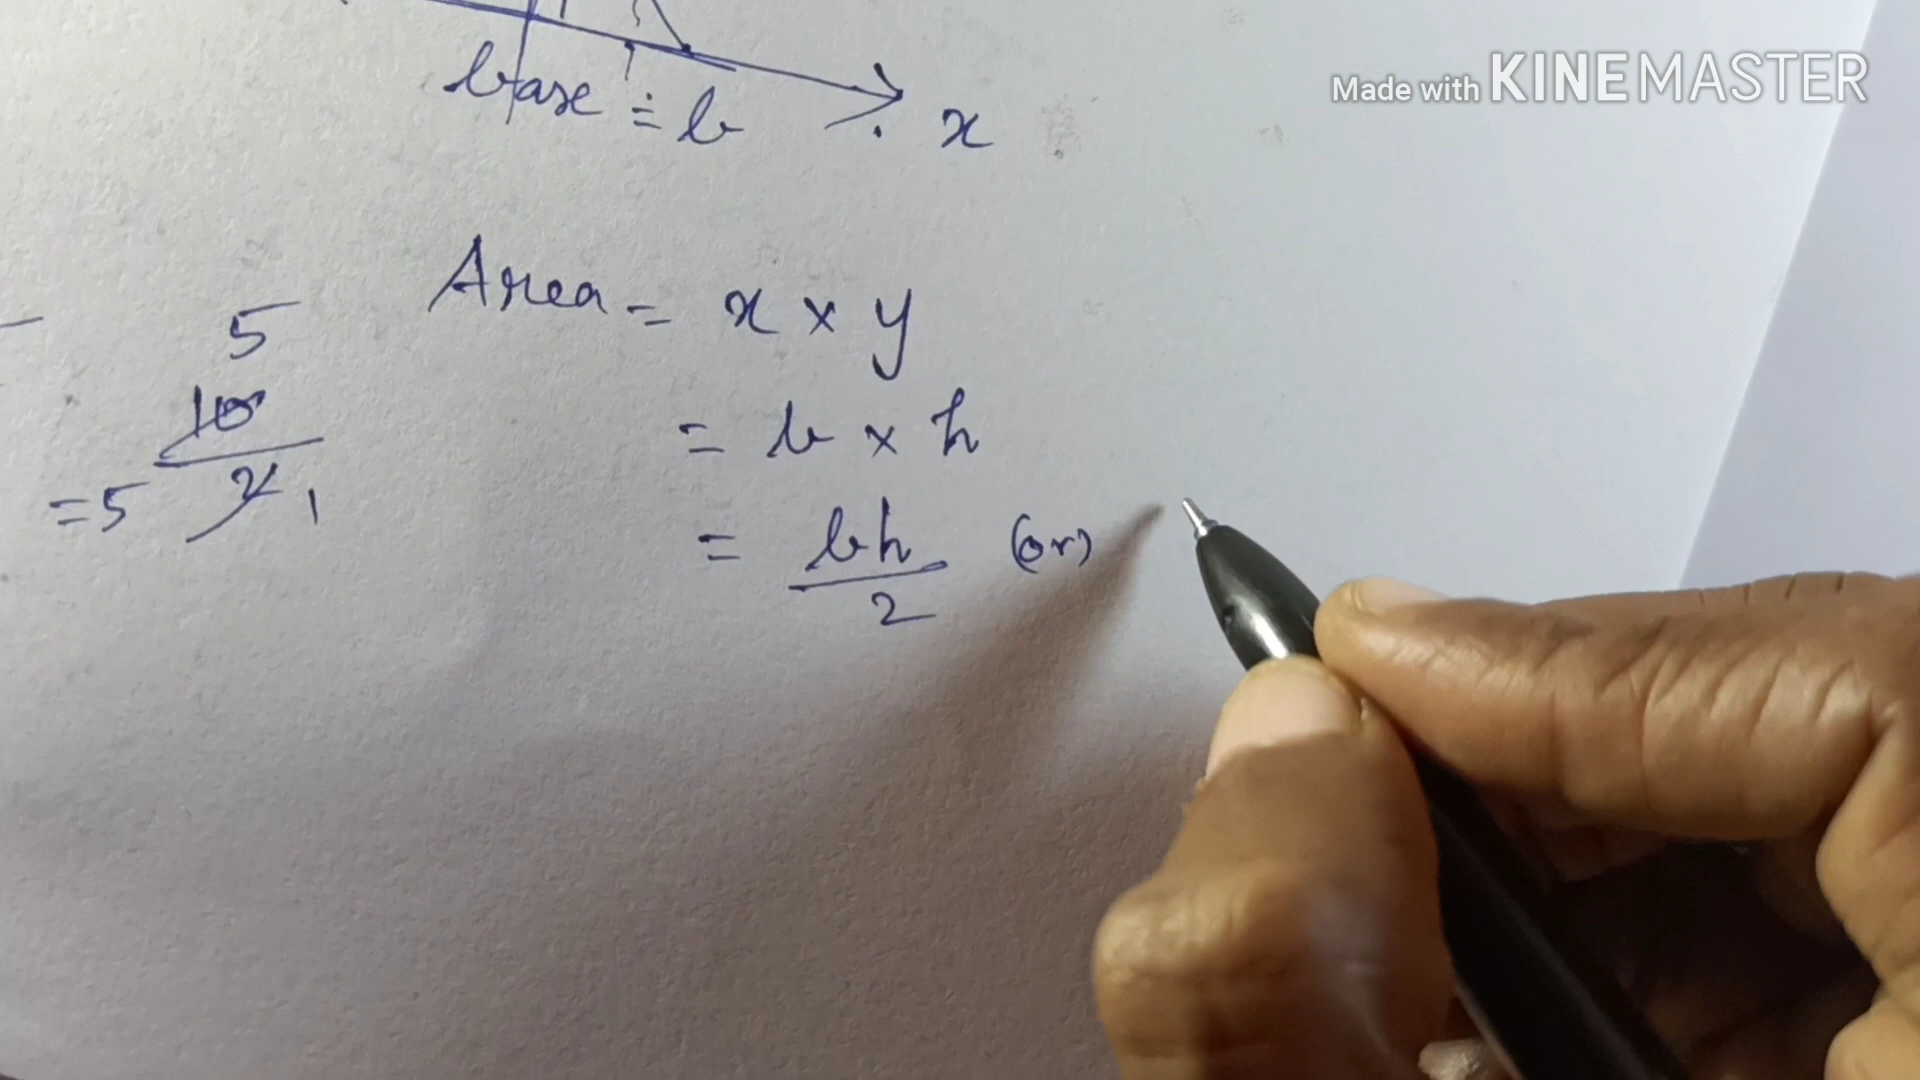 Made with KINEMASTER
base = b
x
Area = x × y
= b × h
= bh/2 (or)
5
10/2 1
= 5